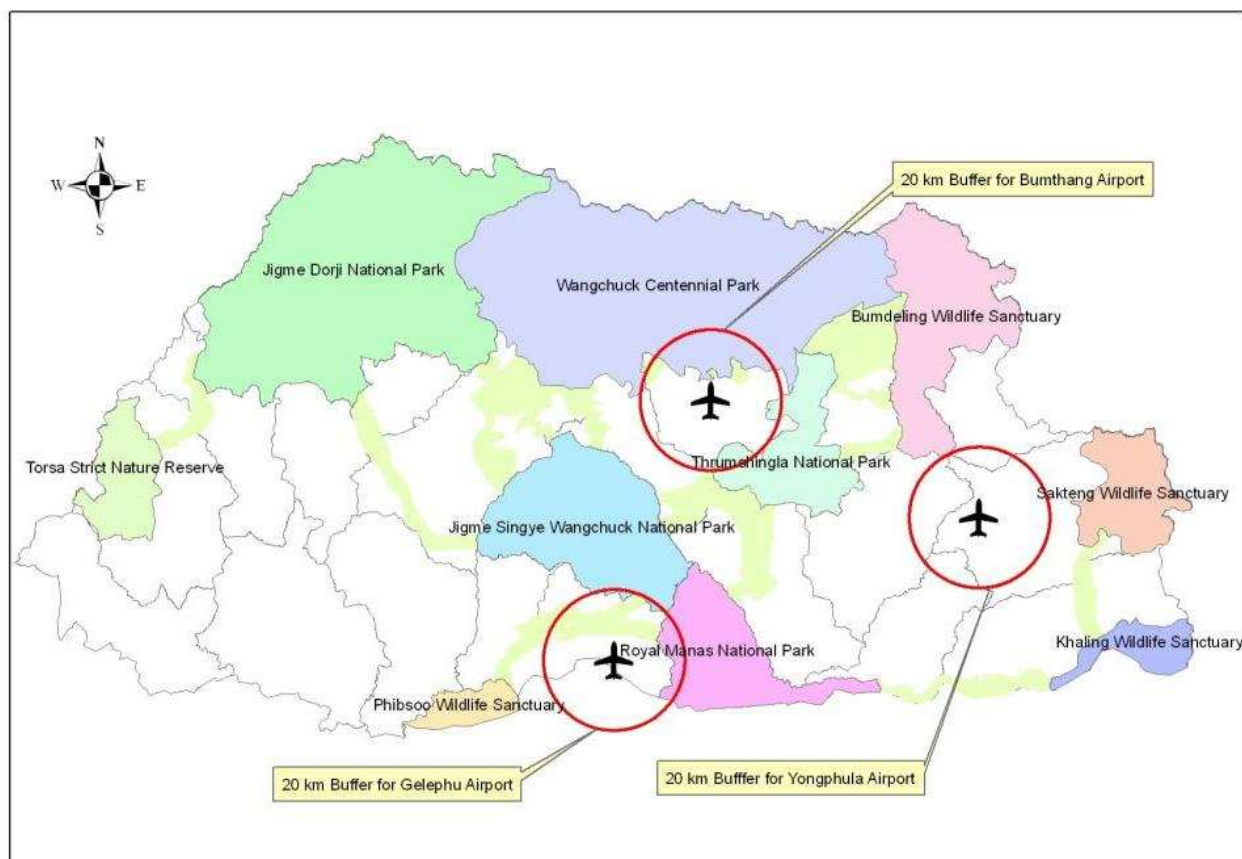 20 km Buffer for Bumthang Airport
N
W E
S
Jigme Dorji National Park
Wangchuck Centennial Park
Bumdeling Wildlife Sanctuary
Torsa Strict Nature Reserve
Thrumshingla National Park
Sakteng Wildlife Sanctuary
Jigme Singye Wangchuck National Park
Royal Manas National Park
Khaling Wildlife Sanctuary
Phibsoo Wildlife Sanctuary
20 km Buffer for Gelephu Airport
20 km Bufffer for Yongphula Airport